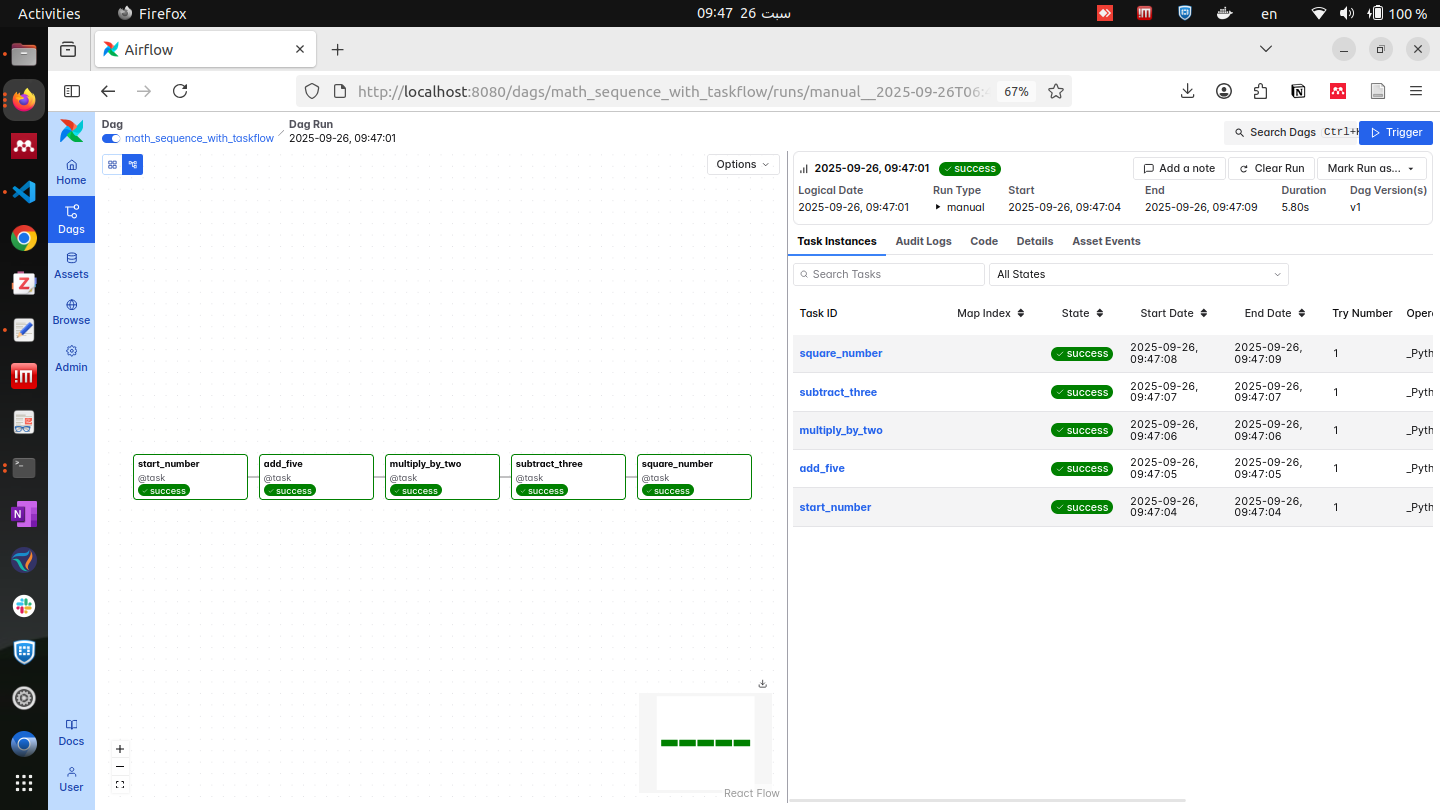 Activities Firefox 09:47 26 سبت en 100 %
Airflow
http://localhost:8080/dags/math_sequence_with_taskflow/runs/manual__2025-09-26T06: 67%
Dag
math_sequence_with_taskflow
Dag Run
2025-09-26, 09:47:01
Search Dags Ctrl+K
Trigger
Home
Dags
Assets
Browse
Admin
Docs
User
Options
start_number
@task
success
add_five
@task
success
multiply_by_two
@task
success
subtract_three
@task
success
square_number
@task
success
React Flow
2025-09-26, 09:47:01 success Add a note Clear Run Mark Run as...
Logical Date Run Type Start End Duration Dag Version(s)
2025-09-26, 09:47:01 manual 2025-09-26, 09:47:04 2025-09-26, 09:47:09 5.80s v1
Task Instances Audit Logs Code Details Asset Events
Search Tasks All States
Task ID Map Index State Start Date End Date Try Number Oper
square_number success 2025-09-26, 09:47:08 2025-09-26, 09:47:09 1 _Pyth
subtract_three success 2025-09-26, 09:47:07 2025-09-26, 09:47:07 1 _Pyth
multiply_by_two success 2025-09-26, 09:47:06 2025-09-26, 09:47:06 1 _Pyth
add_five success 2025-09-26, 09:47:05 2025-09-26, 09:47:05 1 _Pyth
start_number success 2025-09-26, 09:47:04 2025-09-26, 09:47:04 1 _Pyth